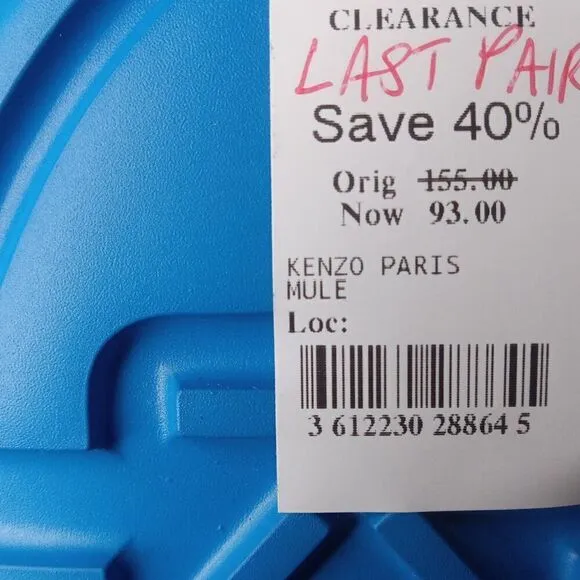 CLEARANCE
LAST PAIR
Save 40%
Orig 155.00
Now 93.00
KENZO PARIS
MULE
Loc:
3 612230 28864 5